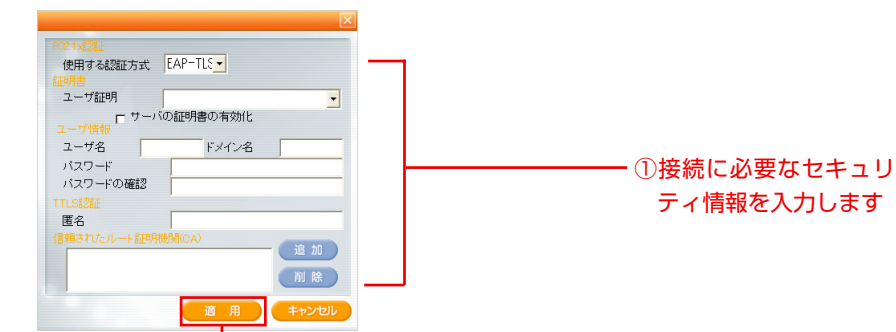 802.1x認証
使用する認証方式 EAP-TLS
証明書
ユーザ証明
サーバの証明書の有効化
ユーザ情報
ユーザ名 ドメイン名
パスワード
パスワードの確認
TTLS認証
匿名
信頼されたルート証明機関(CA)
追 加
削 除
適 用 キャンセル
①接続に必要なセキュリ
ティ情報を入力します